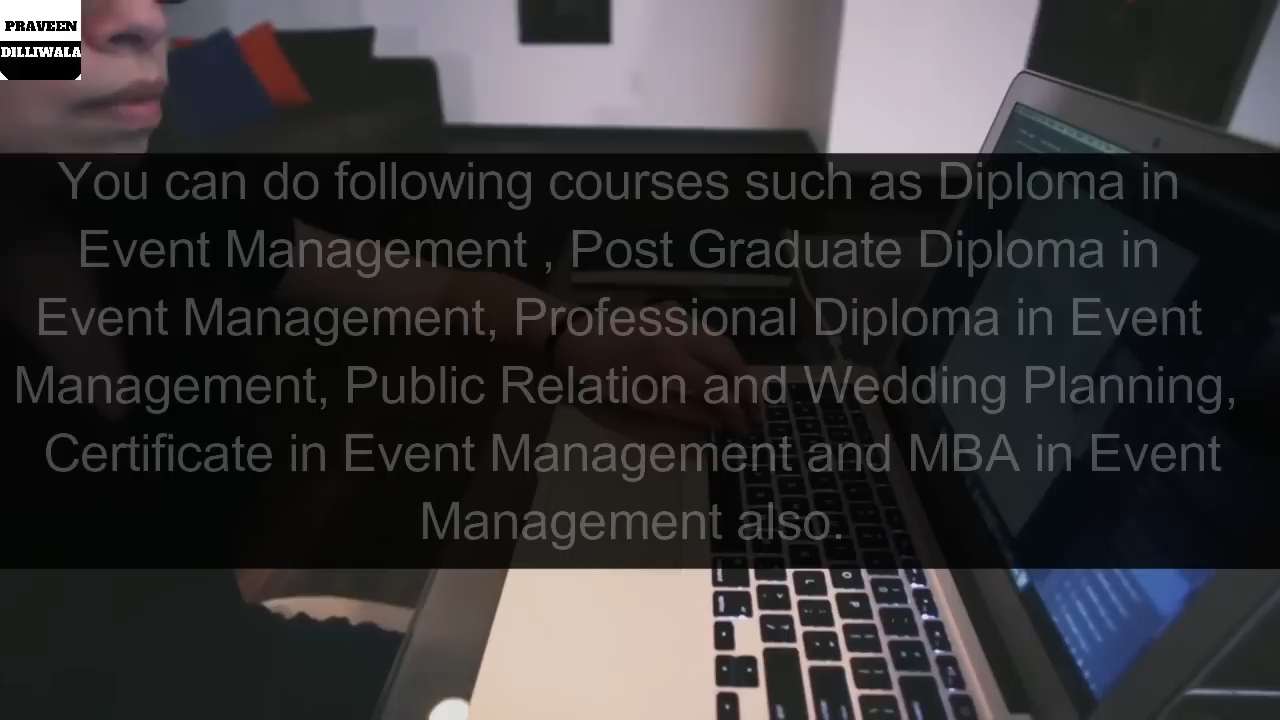 PRAVEEN
DILLIWALA
You can do following courses such as Diploma in
Event Management , Post Graduate Diploma in
Event Management, Professional Diploma in Event
Management, Public Relation and Wedding Planning,
Certificate in Event Management and MBA in Event
Management also.